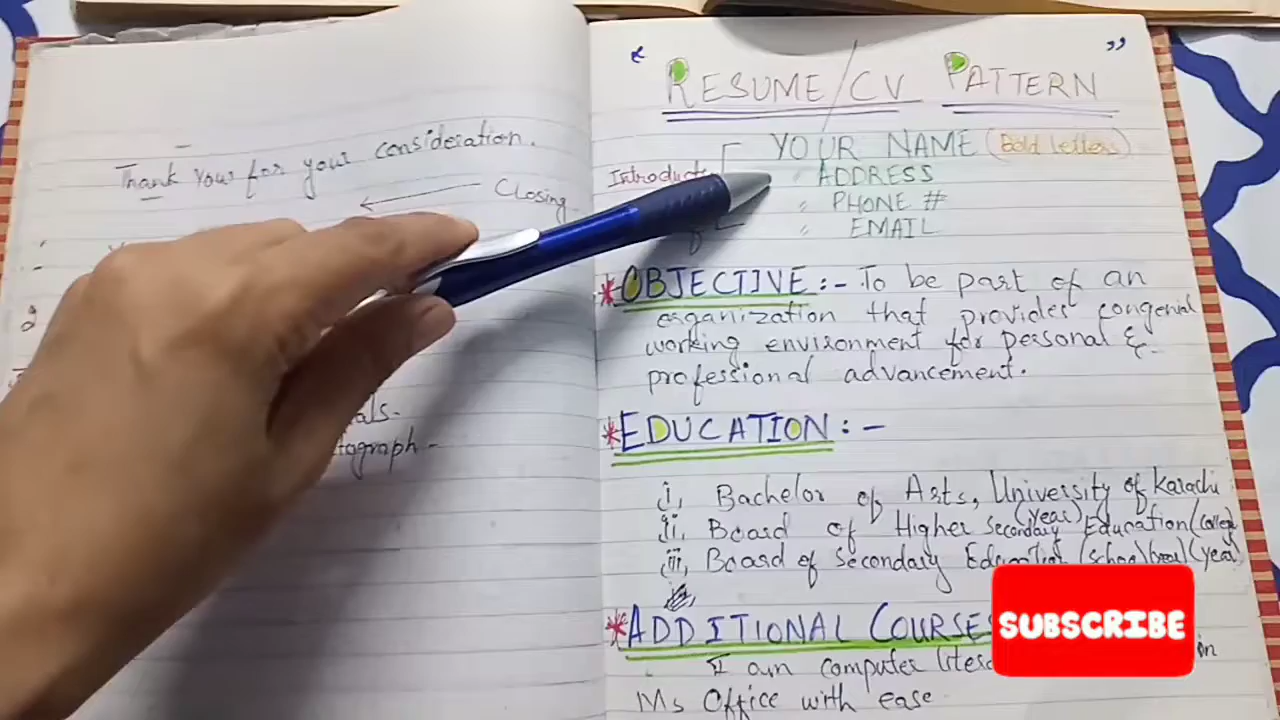 Thank You for your consideration.
Closing
als-
tograph-
" RESUME/CV PATTERN "
YOUR NAME (Bold letters)
ADDRESS
PHONE #
EMAIL
* OBJECTIVE :- To be part of an
organization that provides congenial
working environment for personal &
professional advancement.
* EDUCATION :-
i, Bachelor of Arts, University of Karachi
(Year)
ii, Board of Higher Secondary Education (College
iii, Board of Secondary Education (year)
* ADDITIONAL COURSES
I am computer in
Ms Office with ease
SUBSCRIBE